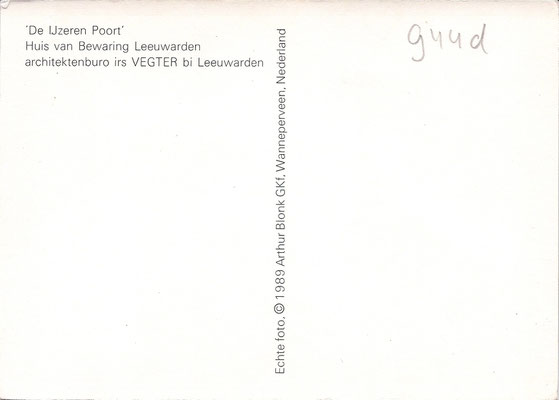 'De IJzeren Poort'
Huis van Bewaring Leeuwarden
architektenburo irs VEGTER bi Leeuwarden
Echte foto. © 1989 Arthur Blonk GKf, Wanneperveen, Nederland
g44d